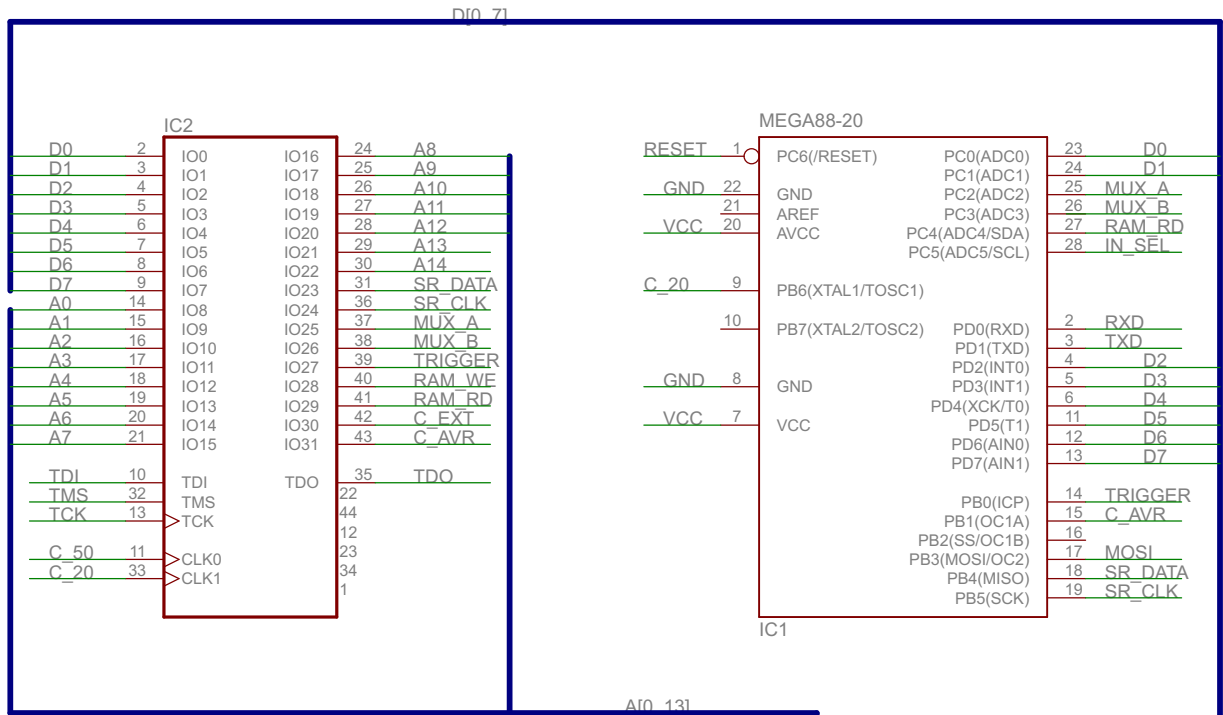 D[0..7]
IC2
D0 2 IO0 IO16 24 A8
D1 3 IO1 IO17 25 A9
D2 4 IO2 IO18 26 A10
D3 5 IO3 IO19 27 A11
D4 6 IO4 IO20 28 A12
D5 7 IO5 IO21 29 A13
D6 8 IO6 IO22 30 A14
D7 9 IO7 IO23 31 SR_DATA
A0 14 IO8 IO24 36 SR_CLK
A1 15 IO9 IO25 37 MUX_A
A2 16 IO10 IO26 38 MUX_B
A3 17 IO11 IO27 39 TRIGGER
A4 18 IO12 IO28 40 RAM_WE
A5 19 IO13 IO29 41 RAM_RD
A6 20 IO14 IO30 42 C_EXT
A7 21 IO15 IO31 43 C_AVR
TDI 10 TDI TDO 35 TDO
TMS 32 TMS 22
TCK 13 TCK 44
12
C_50 11 CLK0 23
C_20 33 CLK1 34
1
MEGA88-20
RESET 1 PC6(/RESET) PC0(ADC0) 23 D0
PC1(ADC1) 24 D1
GND 22 GND PC2(ADC2) 25 MUX_A
21 AREF PC3(ADC3) 26 MUX_B
VCC 20 AVCC PC4(ADC4/SDA) 27 RAM_RD
PC5(ADC5/SCL) 28 IN_SEL
C_20 9 PB6(XTAL1/TOSC1)
10 PB7(XTAL2/TOSC2) PD0(RXD) 2 RXD
PD1(TXD) 3 TXD
PD2(INT0) 4 D2
GND 8 GND PD3(INT1) 5 D3
PD4(XCK/T0) 6 D4
VCC 7 VCC PD5(T1) 11 D5
PD6(AIN0) 12 D6
PD7(AIN1) 13 D7
PB0(ICP) 14 TRIGGER
PB1(OC1A) 15 C_AVR
PB2(SS/OC1B) 16
PB3(MOSI/OC2) 17 MOSI
PB4(MISO) 18 SR_DATA
PB5(SCK) 19 SR_CLK
IC1
A[0..13]